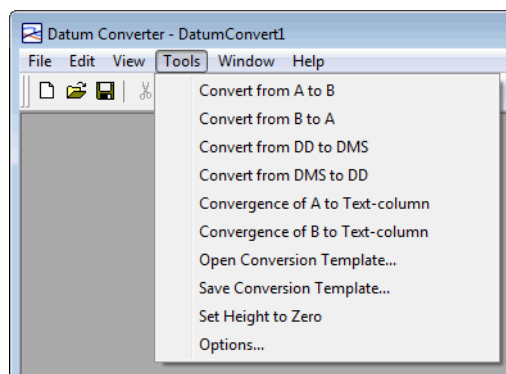 Datum Converter - DatumConvert1
File Edit View Tools Window Help
Convert from A to B
Convert from B to A
Convert from DD to DMS
Convert from DMS to DD
Convergence of A to Text-column
Convergence of B to Text-column
Open Conversion Template...
Save Conversion Template...
Set Height to Zero
Options...